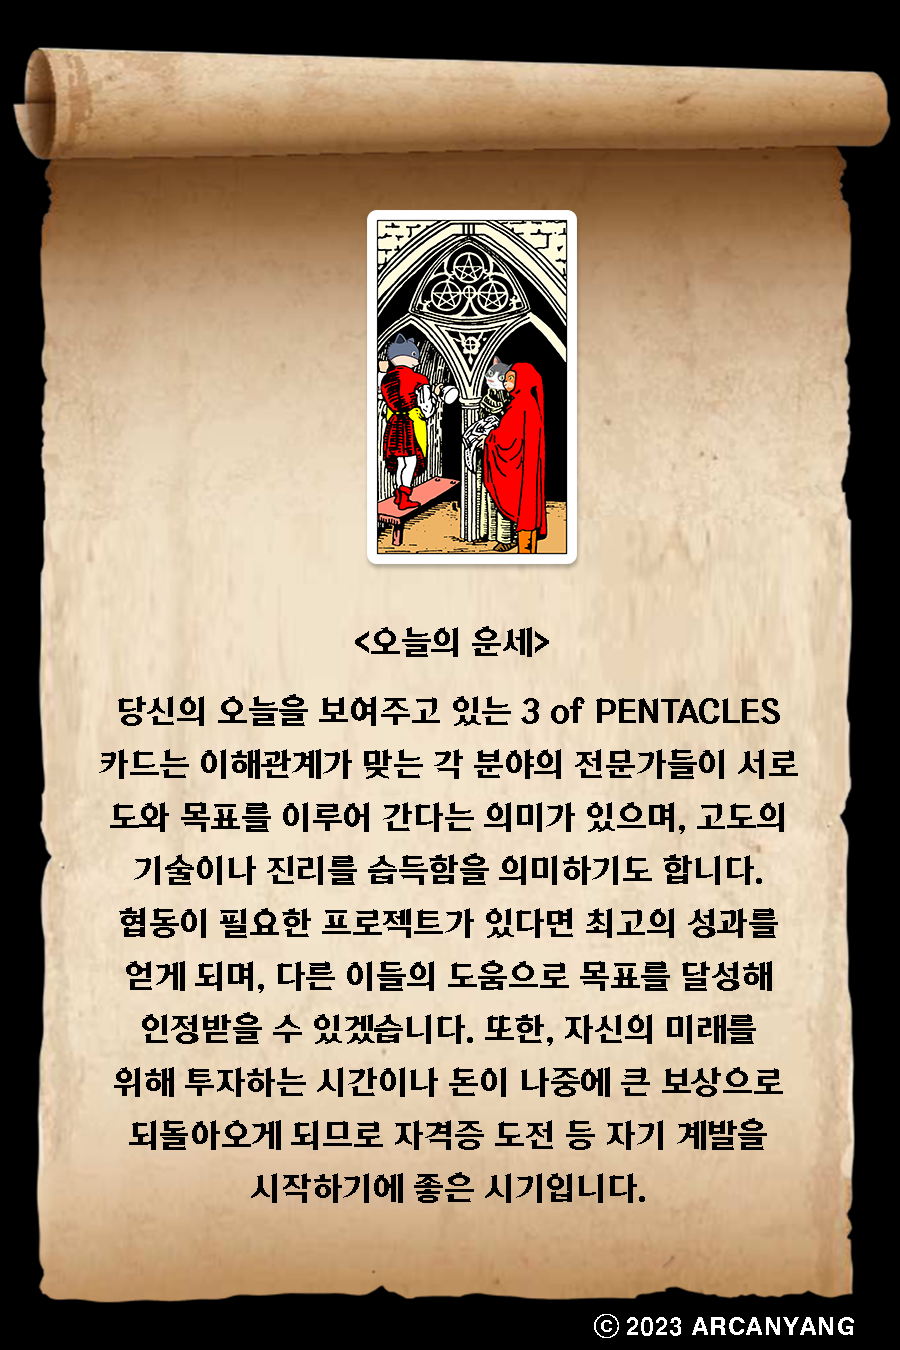 <오늘의 운세>
당신의 오늘을 보여주고 있는 3 of PENTACLES
카드는 이해관계가 맞는 각 분야의 전문가들이 서로
도와 목표를 이루어 간다는 의미가 있으며, 고도의
기술이나 진리를 습득함을 의미하기도 합니다.
협동이 필요한 프로젝트가 있다면 최고의 성과를
얻게 되며, 다른 이들의 도움으로 목표를 달성해
인정받을 수 있겠습니다. 또한, 자신의 미래를
위해 투자하는 시간이나 돈이 나중에 큰 보상으로
되돌아오게 되므로 자격증 도전 등 자기 계발을
시작하기에 좋은 시기입니다.
ⓒ 2023 ARCANYANG